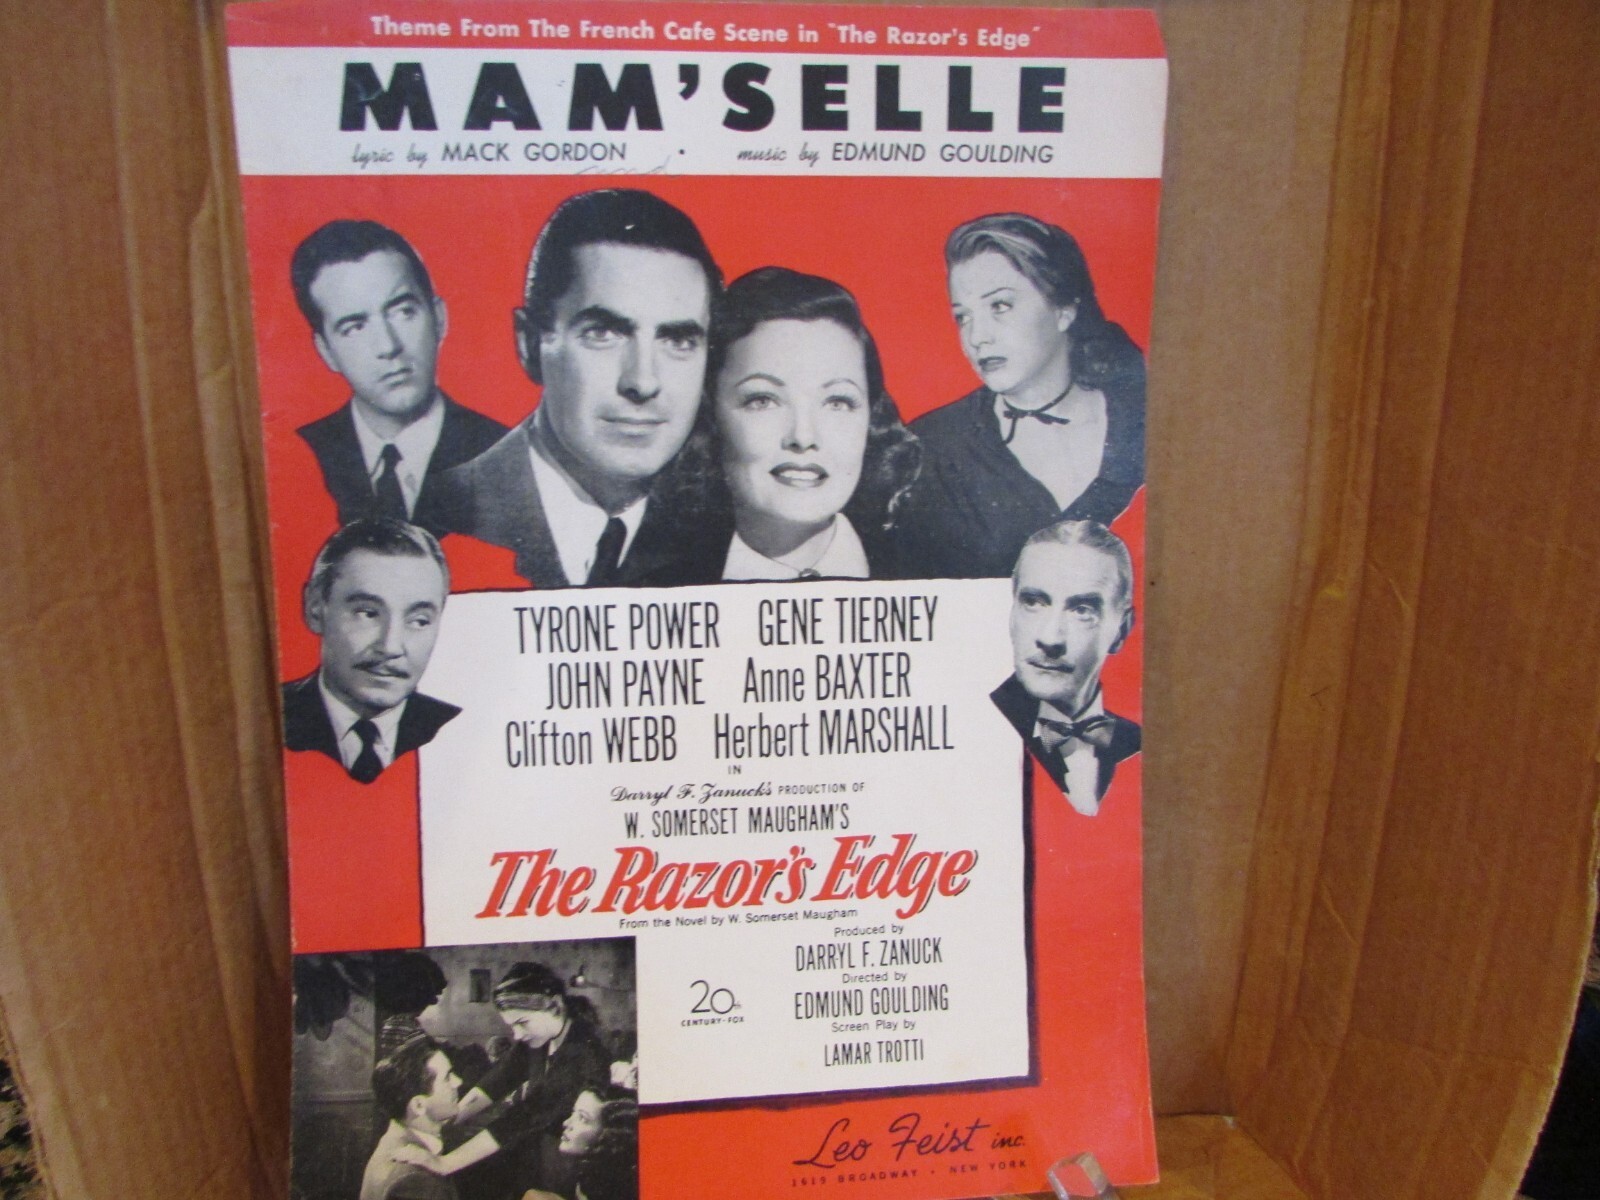 Theme From The French Cafe Scene in "The Razor's Edge"
MAM'SELLE
lyric by MACK GORDON • music by EDMUND GOULDING
TYRONE POWER GENE TIERNEY
JOHN PAYNE Anne BAXTER
Clifton WEBB Herbert MARSHALL
IN
Darryl F. Zanuck's PRODUCTION OF
W. SOMERSET MAUGHAM'S
The Razor's Edge
From the Novel by W. Somerset Maugham
Produced by
DARRYL F. ZANUCK
Directed by
EDMUND GOULDING
Screen Play by
LAMAR TROTTI
20th
CENTURY-FOX
Leo Feist inc.
1619 BROADWAY • NEW YORK